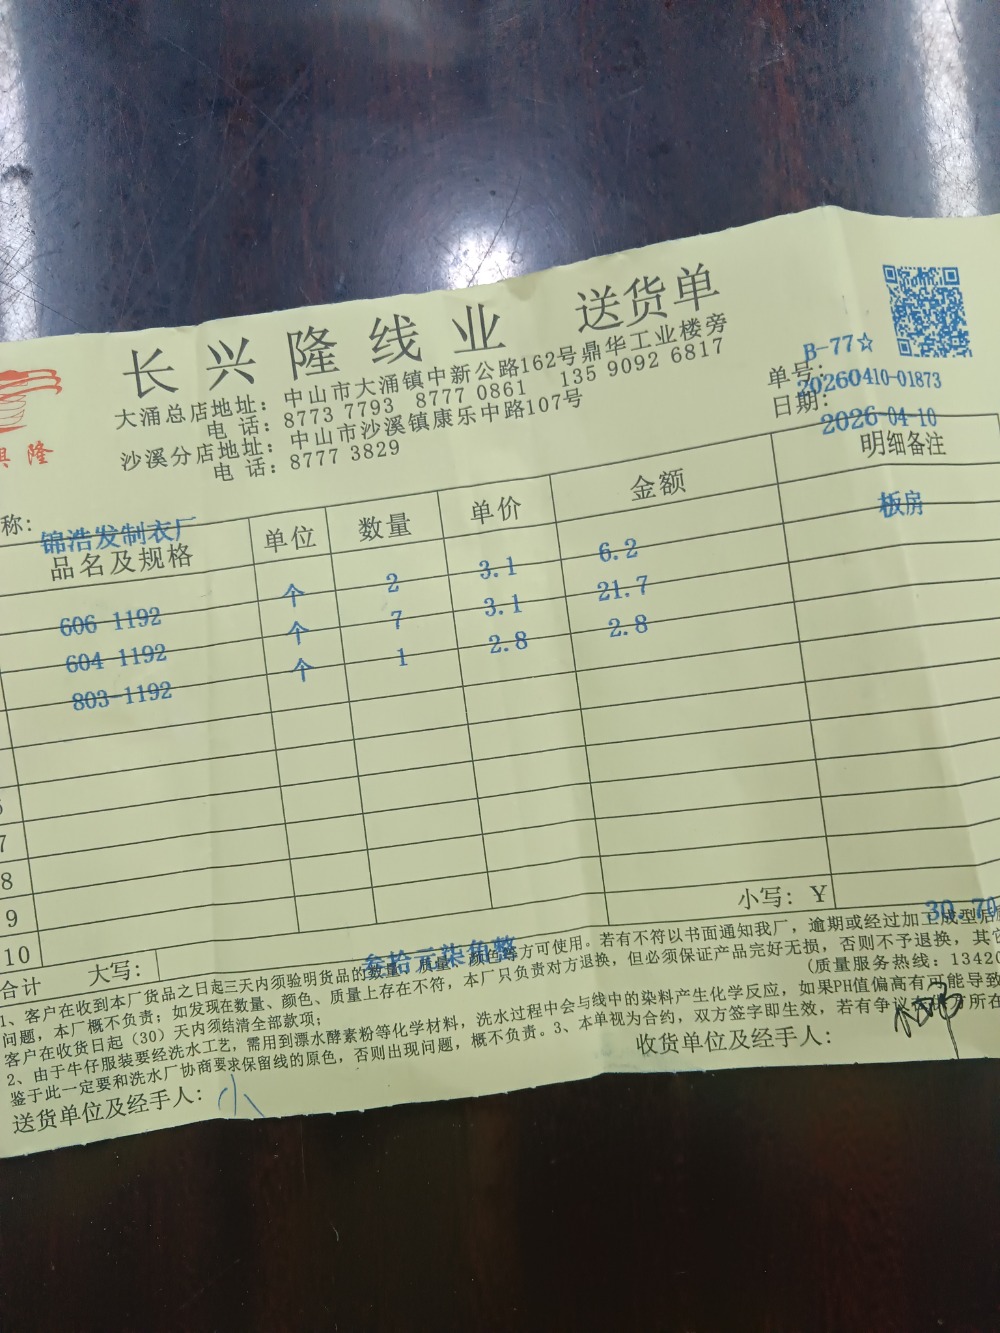 长兴隆线业 送货单
大涌总店地址：中山市大涌镇中新公路162号鼎华工业楼旁
电 话：8773 7793 8777 0861 135 9092 6817
沙溪分店地址：中山市沙溪镇康乐中路107号
电 话：8777 3829
隆
B-77☆
单号：20260410-01873
日期：2026-04-10
称：锦浩发制衣厂
品名及规格 单位 数量 单价 金额 明细备注
606 1192 个 2 3.1 6.2 板房
604 1192 个 7 3.1 21.7
803-1192 个 1 2.8 2.8
7
8
9
10
小写：Y 30.70
合计 大写：叁拾元柒角整
1、客户在收到本厂货品之日起三天内须验明货品的数量、质量、颜色等方可使用。若有不符以书面通知我厂，逾期或经过加工成型后
问题，本厂概不负责；如发现在数量、颜色、质量上存在不符，本厂只负责对方退换，但必须保证产品完好无损，否则不予退换，其它
客户在收货日起（30）天内须结清全部款项；
(质量服务热线：13420
2、由于牛仔服装要经洗水工艺，需用到漂水酵素粉等化学材料，洗水过程中会与线中的染料产生化学反应，如果PH值偏高有可能导致
鉴于此一定要和洗水厂协商要求保留线的原色，否则出现问题，概不负责。3、本单视为合约，双方签字即生效，若有争议 所在
送货单位及经手人：小
收货单位及经手人：